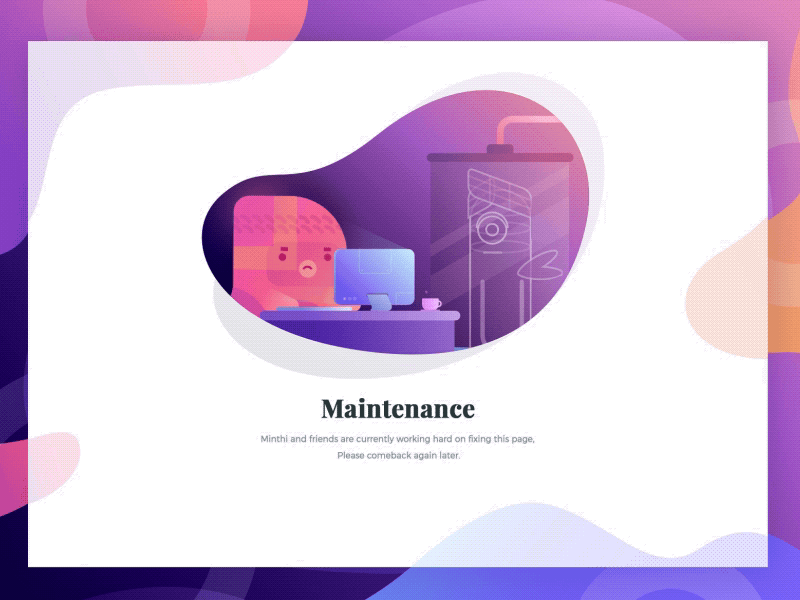 Maintenance
Minthi and friends are currently working hard on fixing this page,
Please comeback again later.